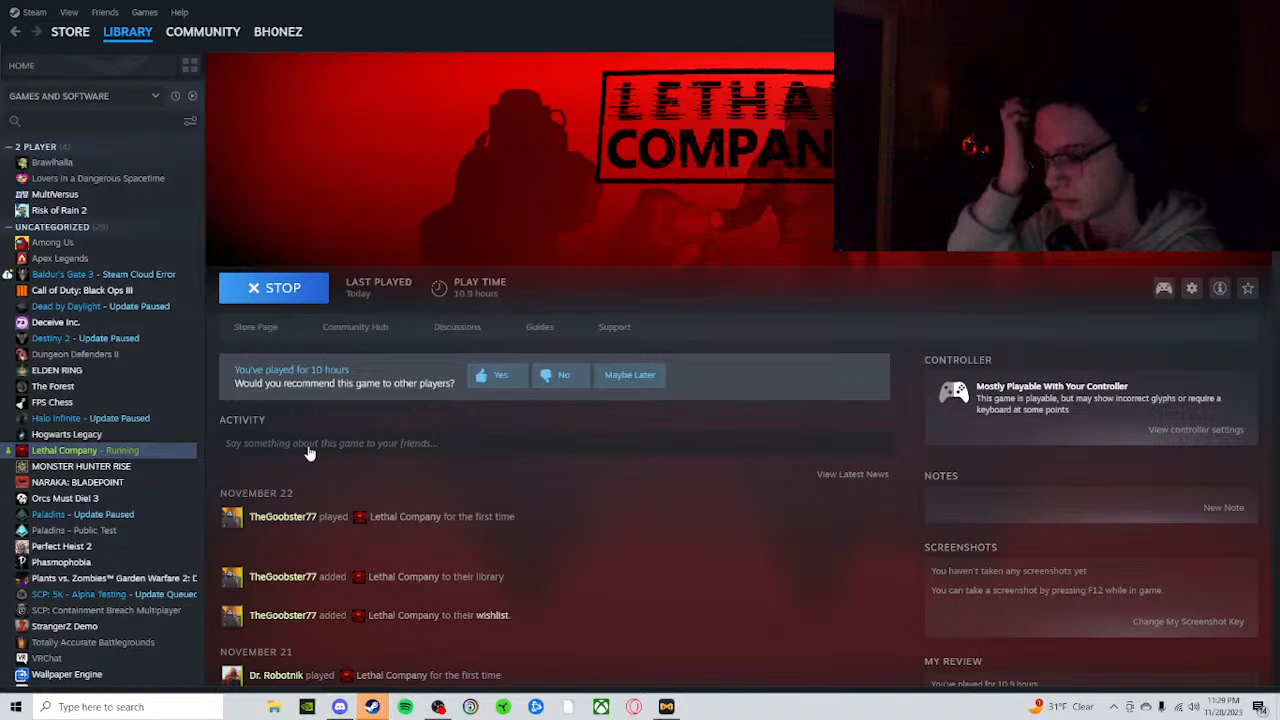 Steam View Friends Games Help
STORE LIBRARY COMMUNITY BH0NEZ
HOME
GAMES AND SOFTWARE
2 PLAYER (4)
Brawlhalla
Lovers in a Dangerous Spacetime
MultiVersus
Risk of Rain 2
UNCATEGORIZED (29)
Among Us
Apex Legends
Baldur's Gate 3 - Steam Cloud Error
Call of Duty: Black Ops III
Dead by Daylight - Update Paused
Deceive Inc.
Destiny 2 - Update Paused
Dungeon Defenders II
ELDEN RING
The Forest
FPS Chess
Halo Infinite - Update Paused
Hogwarts Legacy
Lethal Company - Running
MONSTER HUNTER RISE
NARAKA: BLADEPOINT
Orcs Must Die! 3
Paladins - Update Paused
Paladins - Public Test
Perfect Heist 2
Phasmophobia
Plants vs. Zombies™ Garden Warfare 2: D
SCP: 5K - Alpha Testing - Update Queued
SCP: Containment Breach Multiplayer
StrangerZ Demo
Totally Accurate Battlegrounds
VRChat
Wallpaper Engine
LETHA
COMPAN
STOP
LAST PLAYED
Today
PLAY TIME
10.9 hours
Store Page Community Hub Discussions Guides Support
You've played for 10 hours
Would you recommend this game to other players?
Yes No Maybe Later
ACTIVITY
Say something about this game to your friends...
View Latest News
NOVEMBER 22
TheGoobster77 played Lethal Company for the first time
TheGoobster77 added Lethal Company to their library
TheGoobster77 added Lethal Company to their wishlist.
NOVEMBER 21
Dr. Robotnik played Lethal Company for the first time
CONTROLLER
Mostly Playable With Your Controller
This game is playable, but may show incorrect glyphs or require a
keyboard at some points
View controller settings
NOTES
New Note
SCREENSHOTS
You haven't taken any screenshots yet
You can take a screenshot by pressing F12 while in game.
Change My Screenshot Key
MY REVIEW
You've played for 10.9 hours
Type here to search
31°F Clear
11:29 PM
11/28/2023